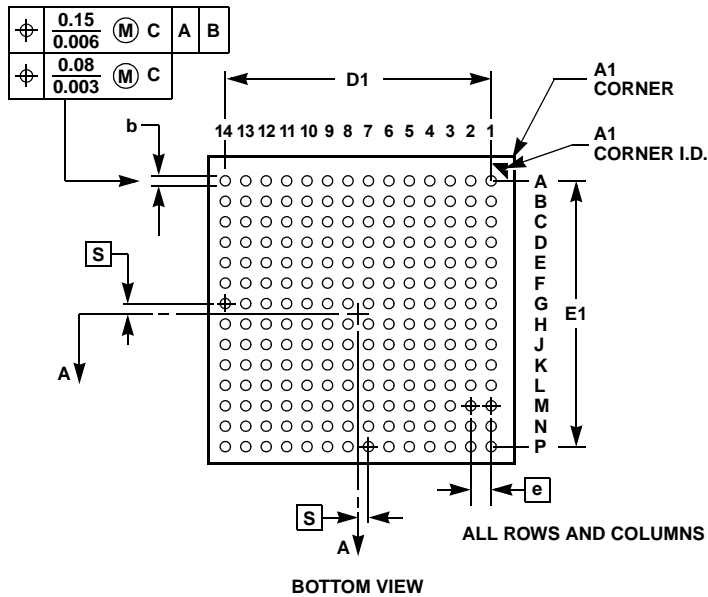 0.15
0.006 M C A B
0.08
0.003 M C
D1
A1
CORNER
b
14 13 12 11 10 9 8 7 6 5 4 3 2 1
A1
CORNER I.D.
A
B
C
D
E
F
G
H
J
K
L
M
N
P
S
E1
A
e
S
ALL ROWS AND COLUMNS
A
BOTTOM VIEW